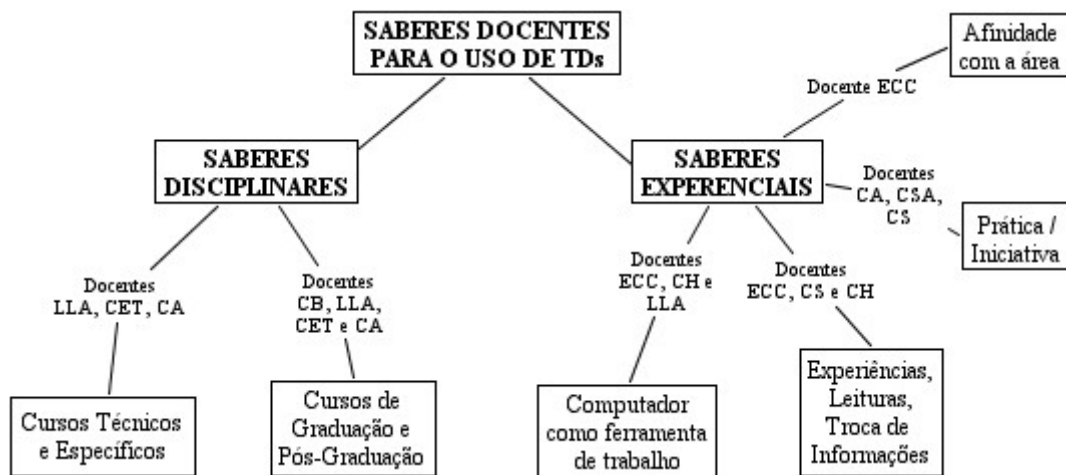 SABERES DOCENTES
PARA O USO DE TDs
Afinidade
com a área
Docente ECC
SABERES
DISCIPLINARES
SABERES
EXPERENCIAIS
Docentes
CA, CSA,
CS
Prática /
Iniciativa
Docentes
LLA, CET, CA
Docentes
CB, LLA,
CET e CA
Docentes
ECC, CH e
LLA
Docentes
ECC, CS e CH
Cursos Técnicos
e Específicos
Cursos de
Graduação e
Pós-Graduação
Computador
como ferramenta
de trabalho
Experiências,
Leituras,
Troca de
Informações